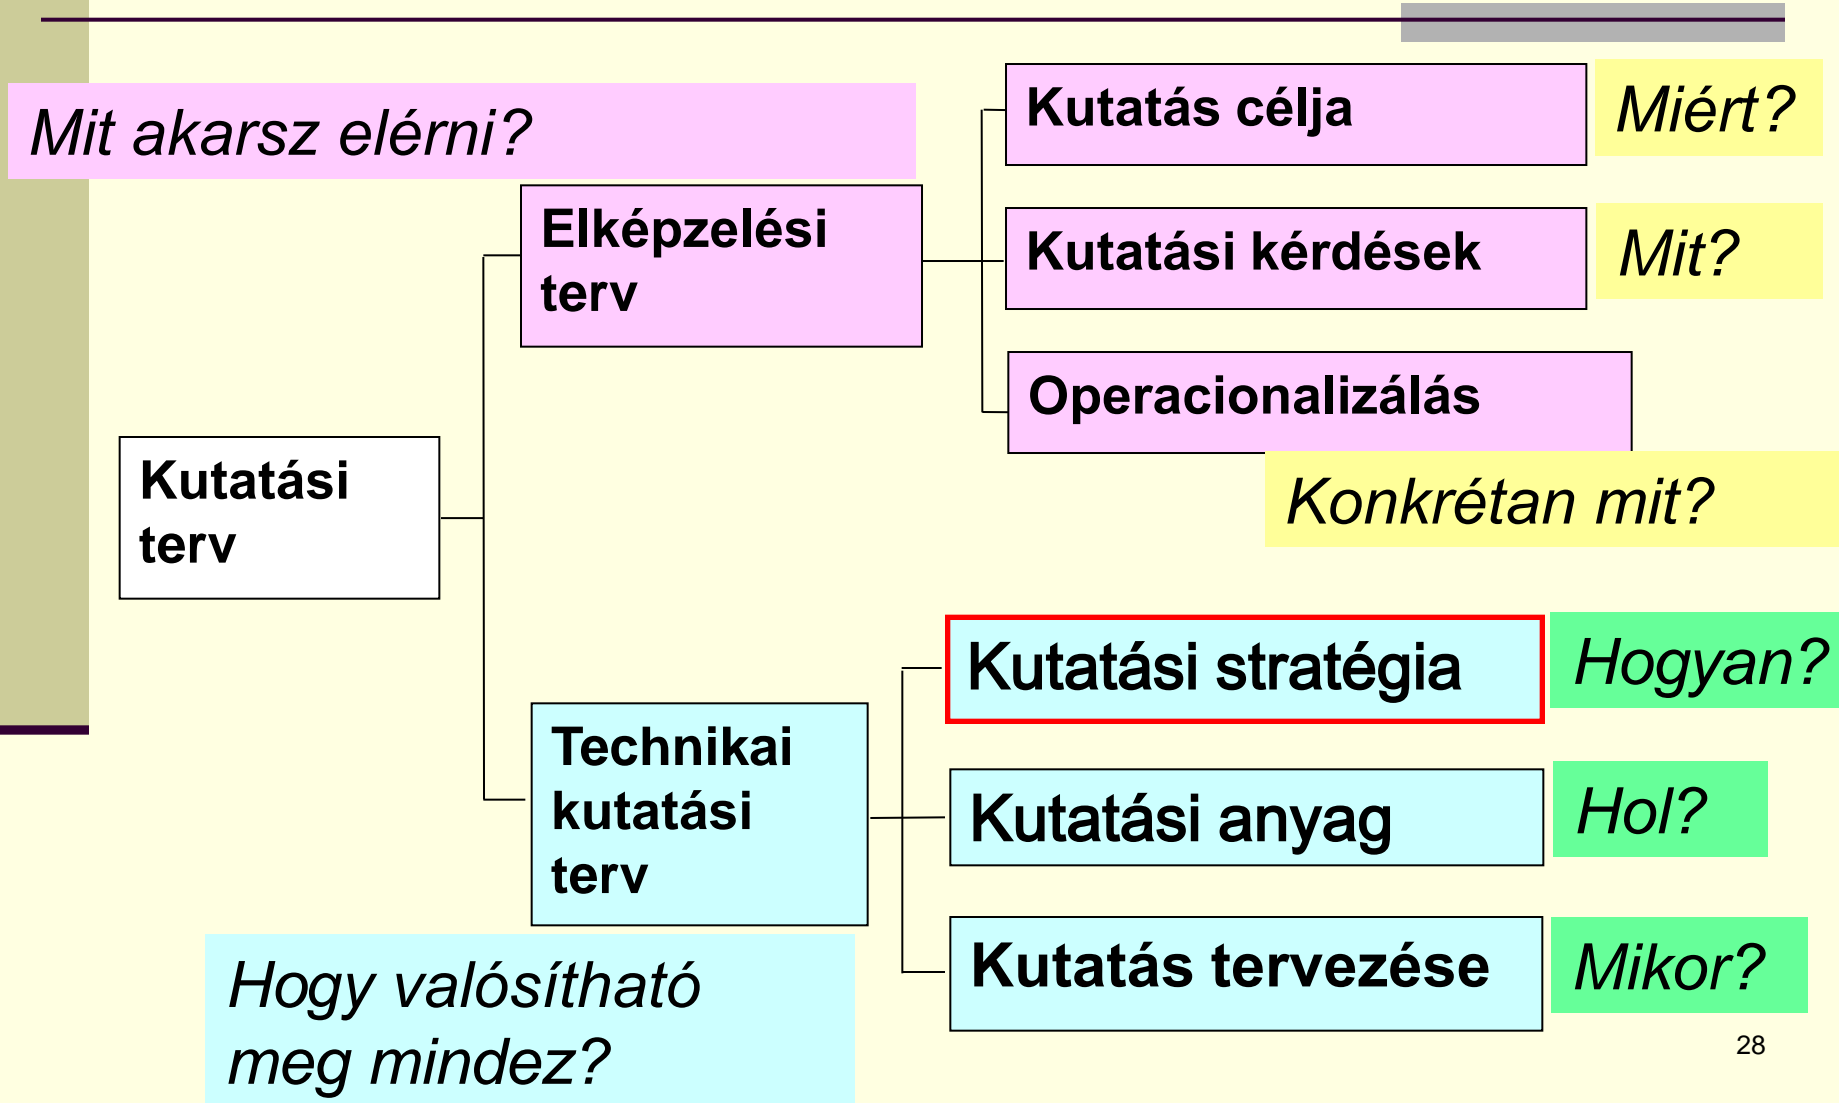 Mit akarsz elérni?
Kutatás célja
Miért?
Elképzelési
terv
Kutatási kérdések
Mit?
Operacionalizálás
Konkrétan mit?
Kutatási
terv
Kutatási stratégia
Hogyan?
Technikai
kutatási
terv
Kutatási anyag
Hol?
Kutatás tervezése
Mikor?
Hogy valósítható
meg mindez?
28